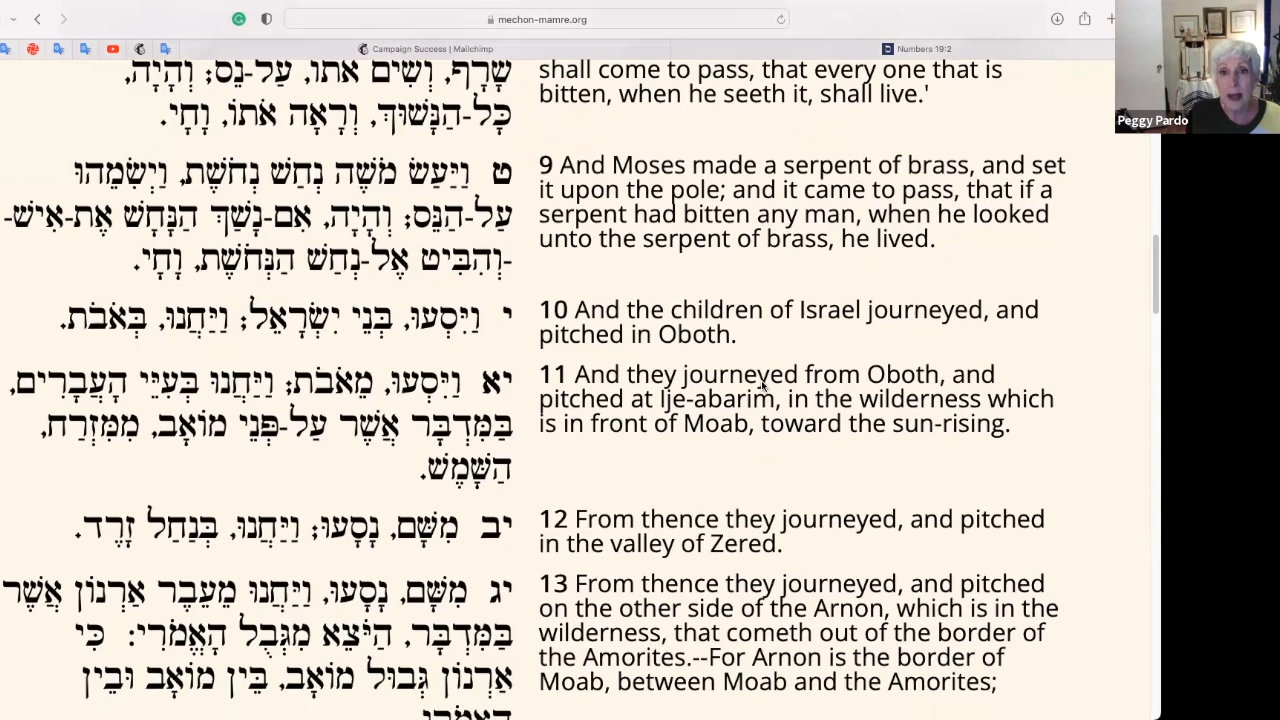 mechon-mamre.org
Campaign Success | Mailchimp
Numbers 19:2
Peggy Pardo
שָׂרָף, וְשִׂים אֹתוֹ, עַל-נֵס; וְהָיָה,
כָּל-הַנָּשׁוּךְ, וְרָאָה אֹתוֹ, וָחָי.
ט וַיַּעַשׂ מֹשֶׁה נְחַשׁ נְחֹשֶׁת, וַיְשִׂמֵהוּ
עַל-הַנֵּס; וְהָיָה, אִם-נָשַׁךְ הַנָּחָשׁ אֶת-אִישׁ-
-וְהִבִּיט אֶל-נְחַשׁ הַנְּחֹשֶׁת, וָחָי.
י וַיִּסְעוּ, בְּנֵי יִשְׂרָאֵל; וַיַּחֲנוּ, בְּאֹבֹת.
יא וַיִּסְעוּ, מֵאֹבֹת; וַיַּחֲנוּ בְּעִיֵּי הָעֲבָרִים,
בַּמִּדְבָּר אֲשֶׁר עַל-פְּנֵי מוֹאָב, מִמִּזְרַח,
הַשָּׁמֶשׁ.
יב מִשָּׁם, נָסָעוּ; וַיַּחֲנוּ, בְּנַחַל זָרֶד.
יג מִשָּׁם, נָסָעוּ, וַיַּחֲנוּ מֵעֵבֶר אַרְנוֹן אֲשֶׁר
בַּמִּדְבָּר, הַיֹּצֵא מִגְּבֻל הָאֱמֹרִי: כִּי
אַרְנוֹן גְּבוּל מוֹאָב, בֵּין מוֹאָב וּבֵין
shall come to pass, that every one that is
bitten, when he seeth it, shall live.'
9 And Moses made a serpent of brass, and set
it upon the pole; and it came to pass, that if a
serpent had bitten any man, when he looked
unto the serpent of brass, he lived.
10 And the children of Israel journeyed, and
pitched in Oboth.
11 And they journeyed from Oboth, and
pitched at Ije-abarim, in the wilderness which
is in front of Moab, toward the sun-rising.
12 From thence they journeyed, and pitched
in the valley of Zered.
13 From thence they journeyed, and pitched
on the other side of the Arnon, which is in the
wilderness, that cometh out of the border of
the Amorites.--For Arnon is the border of
Moab, between Moab and the Amorites;